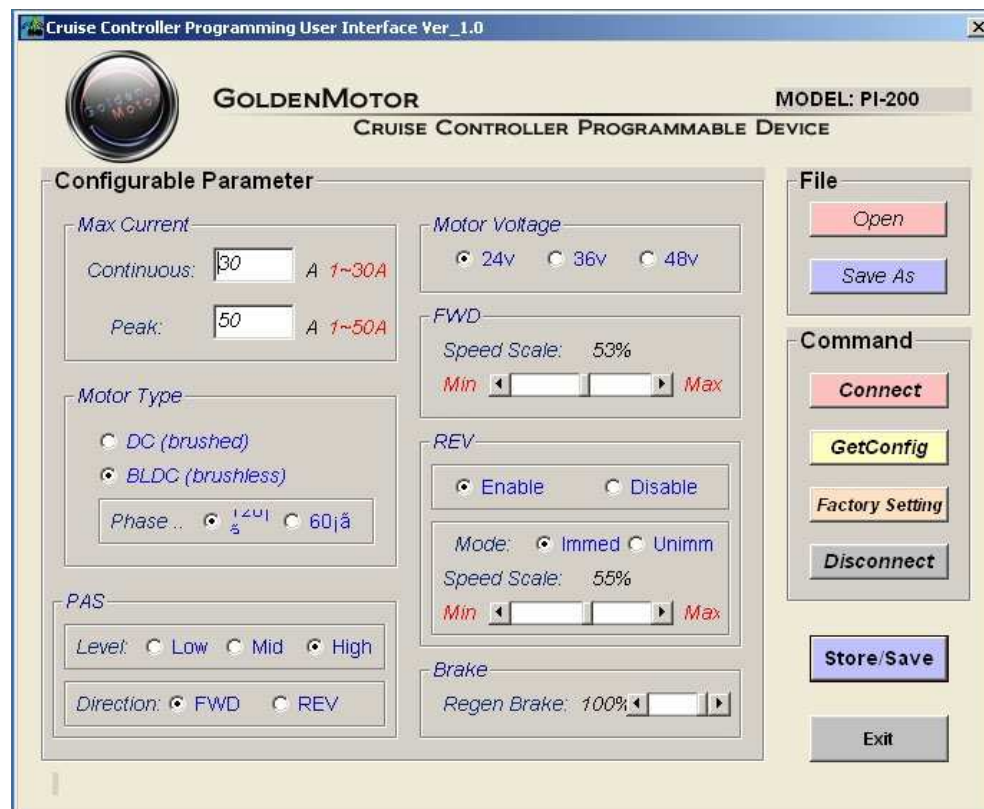 Cruise Controller Programming User Interface Ver_1.0
Golden Motor
GOLDENMOTOR
MODEL: PI-200
CRUISE CONTROLLER PROGRAMMABLE DEVICE
Configurable Parameter
Max Current
Continuous: 30 A 1~30A
Peak: 50 A 1~50A
Motor Type
DC (brushed)
BLDC (brushless)
Phase .. 60¡ã
PAS
Level: Low Mid High
Direction: FWD REV
Motor Voltage
24v 36v 48v
FWD
Speed Scale: 53%
Min Max
REV
Enable Disable
Mode: Immed Unimm
Speed Scale: 55%
Min Max
Brake
Regen Brake: 100%
File
Open
Save As
Command
Connect
GetConfig
Factory Setting
Disconnect
Store/Save
Exit